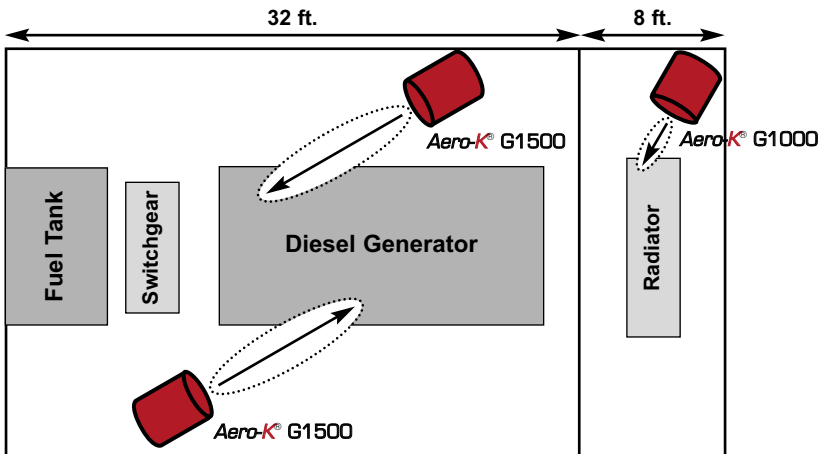 32 ft.
8 ft.
Aero-K® G1500
Aero-K® G1000
Fuel Tank
Switchgear
Diesel Generator
Radiator
Aero-K® G1500